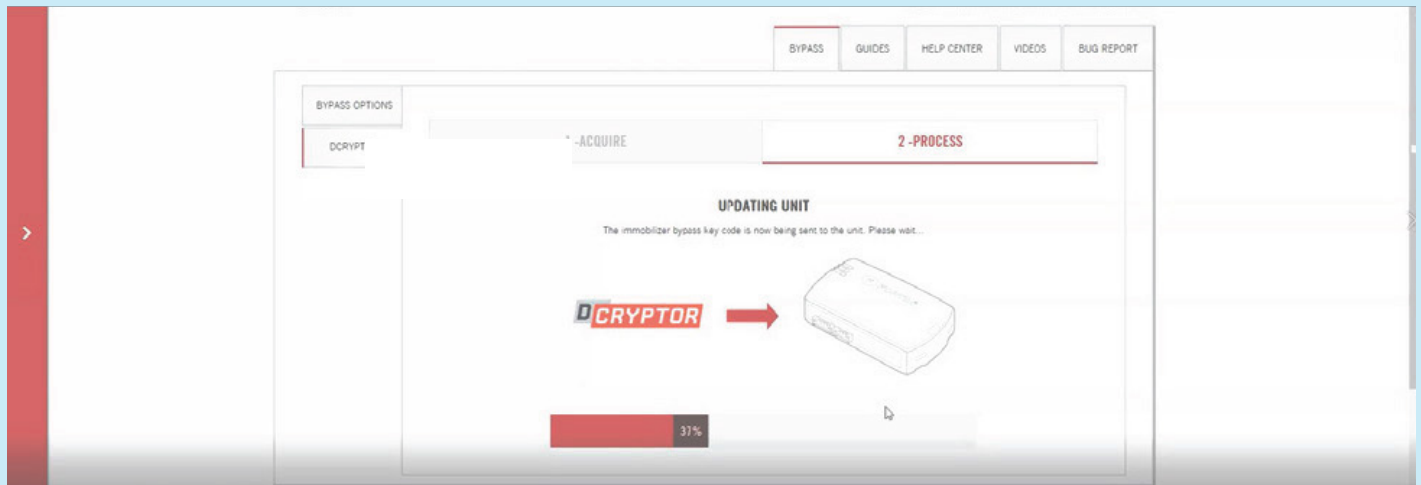 BYPASS
GUIDES
HELP CENTER
VIDEOS
BUG REPORT
BYPASS OPTIONS
DCRYPT
-ACQUIRE
2 -PROCESS
UPDATING UNIT
The immobilizer bypass key code is now being sent to the unit. Please wait...
DCRYPTOR
37%